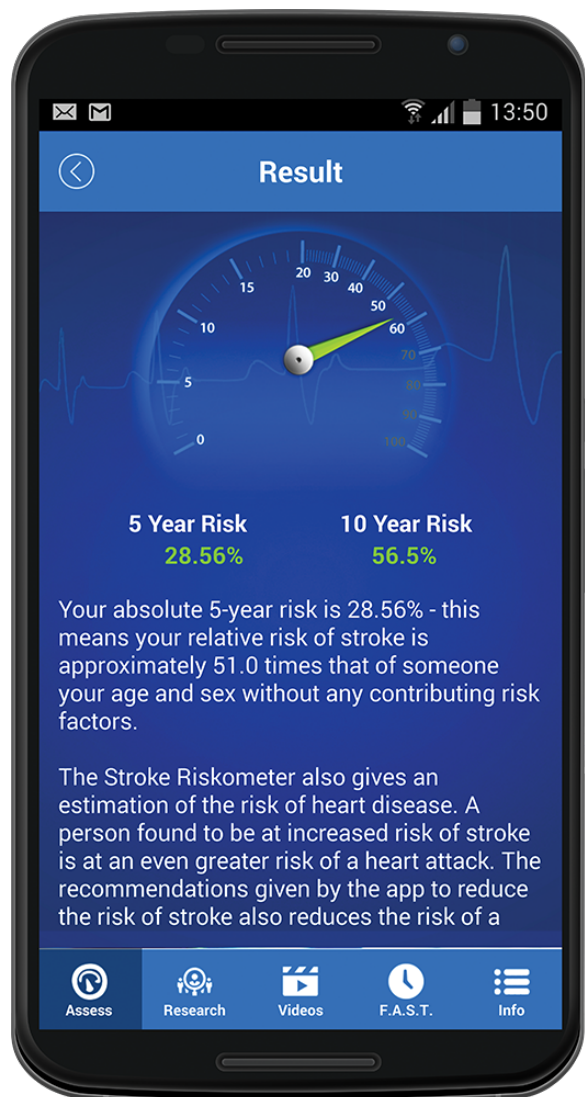 13:50
Result
0
5
10
15
20
30
40
50
60
70
80
90
100
5 Year Risk
10 Year Risk
28.56%
56.5%
Your absolute 5-year risk is 28.56% - this
means your relative risk of stroke is
approximately 51.0 times that of someone
your age and sex without any contributing risk
factors.
The Stroke Riskometer also gives an
estimation of the risk of heart disease. A
person found to be at increased risk of stroke
is at an even greater risk of a heart attack. The
recommendations given by the app to reduce
the risk of stroke also reduces the risk of a
Assess
Research
Videos
F.A.S.T.
Info